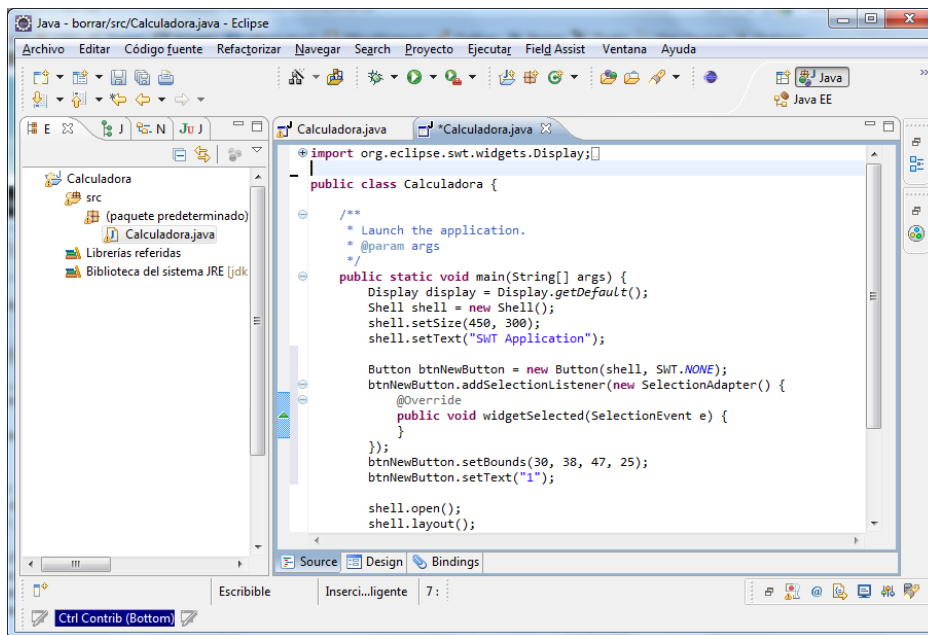 Java - borrar/src/Calculadora.java - Eclipse
Archivo Editar Código fuente Refactorizar Navegar Search Proyecto Ejecutar Field Assist Ventana Ayuda
Java
»
Java EE
E J N Ju J
Calculadora.java *Calculadora.java
Calculadora
src
(paquete predeterminado)
Calculadora.java
Librerías referidas
Biblioteca del sistema JRE [jdk
import org.eclipse.swt.widgets.Display;
public class Calculadora {
/**
* Launch the application.
* @param args
*/
public static void main(String[] args) {
Display display = Display.getDefault();
Shell shell = new Shell();
shell.setSize(450, 300);
shell.setText("SWT Application");
Button btnNewButton = new Button(shell, SWT.NONE);
btnNewButton.addSelectionListener(new SelectionAdapter() {
@Override
public void widgetSelected(SelectionEvent e) {
}
});
btnNewButton.setBounds(30, 38, 47, 25);
btnNewButton.setText("1");
shell.open();
shell.layout();
Source Design Bindings
Escribible Inserci...ligente 7 :
Ctrl Contrib (Bottom)